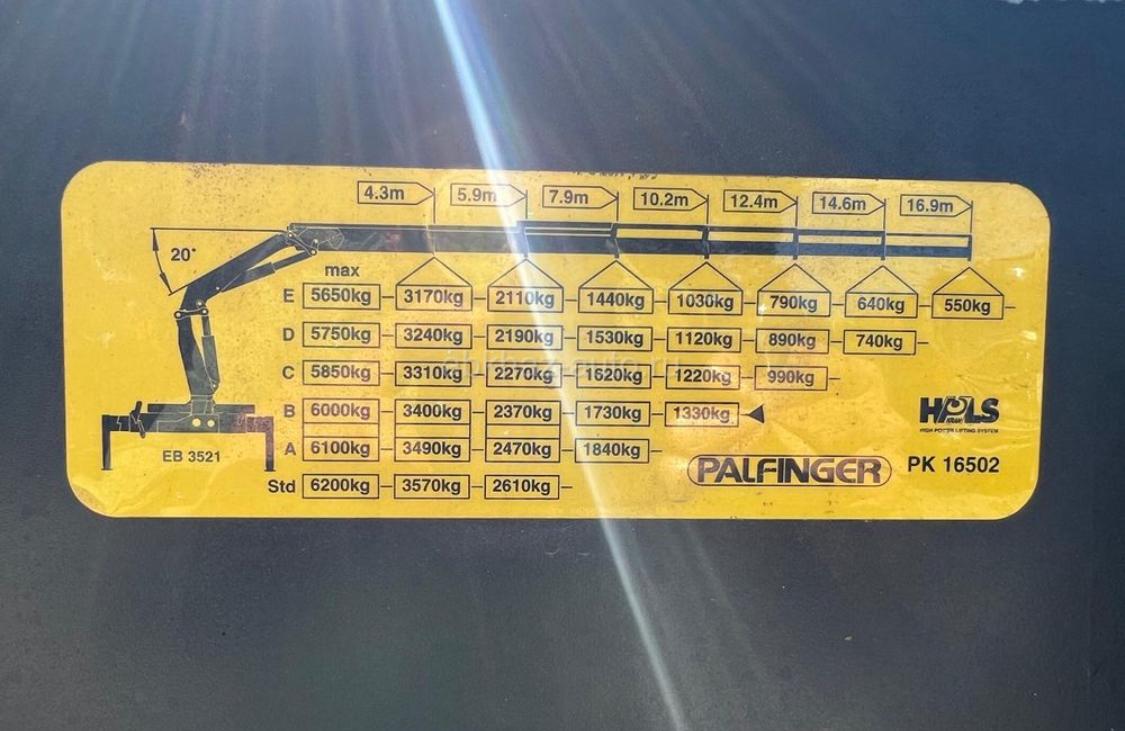 4.3m 5.9m 7.9m 10.2m 12.4m 14.6m 16.9m
20°
max
E 5650kg 3170kg 2110kg 1440kg 1030kg 790kg 640kg 550kg
D 5750kg 3240kg 2190kg 1530kg 1120kg 890kg 740kg
C 5850kg 3310kg 2270kg 1620kg 1220kg 990kg
B 6000kg 3400kg 2370kg 1730kg 1330kg
A 6100kg 3490kg 2470kg 1840kg
Std 6200kg 3570kg 2610kg
EB 3521
HPLS
HIGH POWER LIFTING SYSTEM
PALFINGER PK 16502